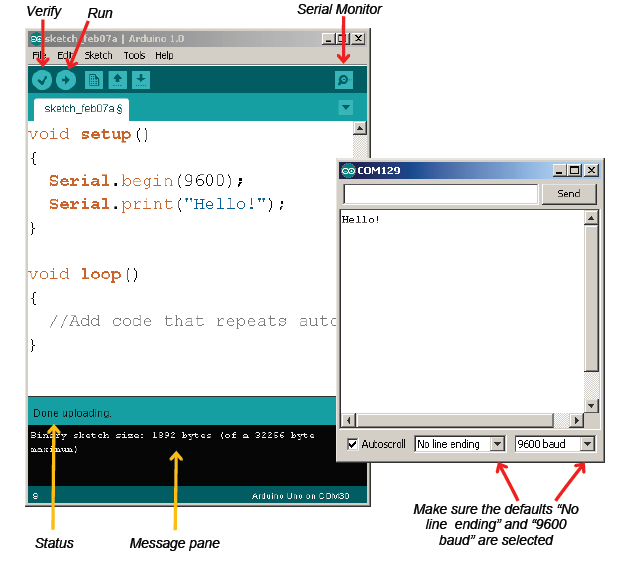 Verify
Run
Serial Monitor
sketch_feb07a | Arduino 1.0
File Edit Sketch Tools Help
sketch_feb07a §
void setup()
{
Serial.begin(9600);
Serial.print("Hello!");
}
void loop()
{
//Add code that repeats auto
}
Done uploading.
Binary sketch size: 1892 bytes (of a 32256 byte
maximum)
9
Arduino Uno on COM30
COM129
Send
Hello!
Autoscroll
No line ending
9600 baud
Status
Message pane
Make sure the defaults “No
line ending” and “9600
baud” are selected